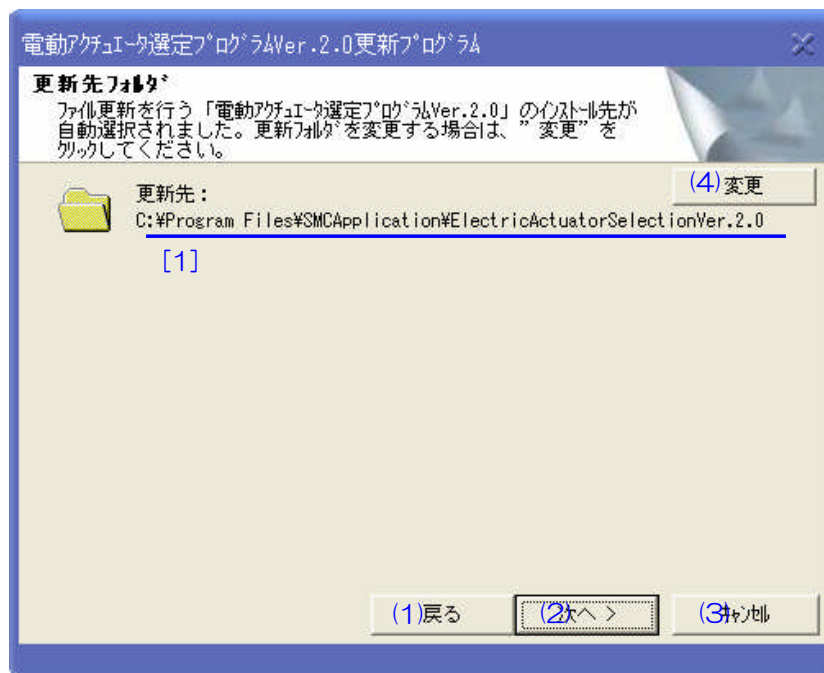 電動ｱｸﾁｭｴｰﾀ選定ﾌﾟﾛｸﾞﾗﾑVer.2.0更新ﾌﾟﾛｸﾞﾗﾑ
更新先ﾌｫﾙﾀﾞ
ﾌｧｲﾙ更新を行う「電動ｱｸﾁｭｴｰﾀ選定ﾌﾟﾛｸﾞﾗﾑVer.2.0」のｲﾝｽﾄｰﾙ先が
自動選択されました。更新ﾌｫﾙﾀﾞを変更する場合は、”変更”を
ｸﾘｯｸしてください。
(4)変更
更新先：
C:¥Program Files¥SMCApplication¥ElectricActuatorSelectionVer.2.0
[1]
(1)戻る
(2)次へ >
(3)ｷｬﾝｾﾙ